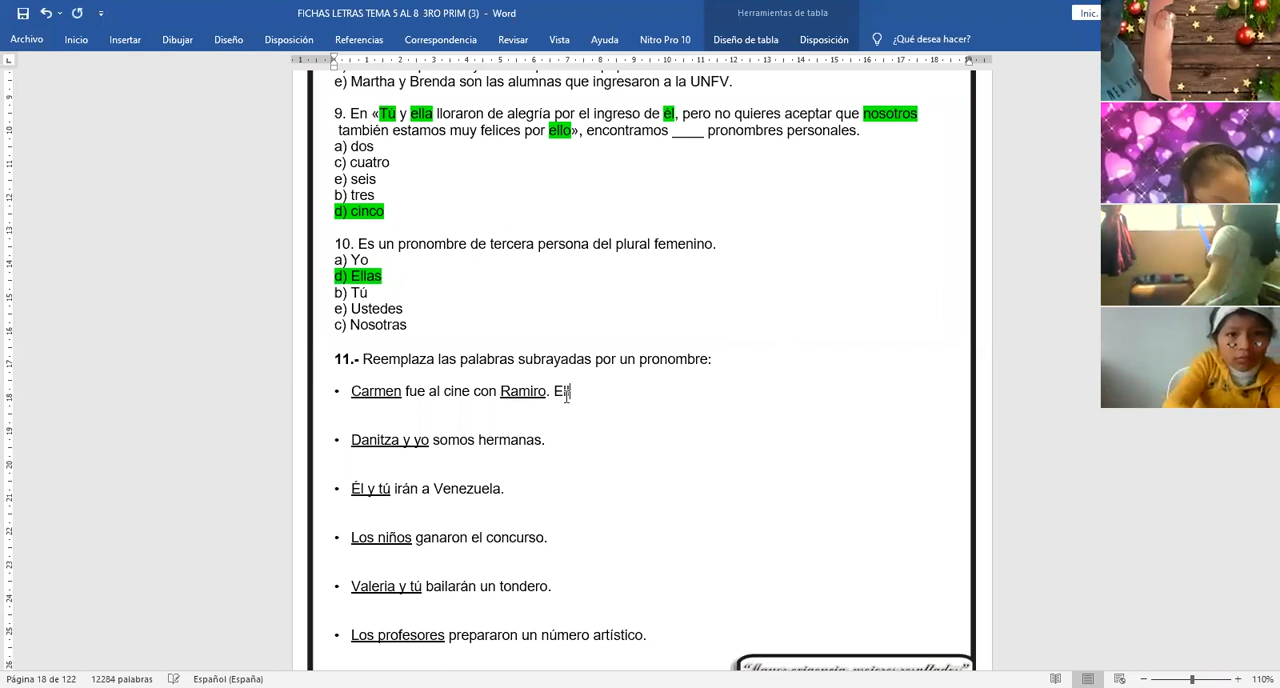 FICHAS LETRAS TEMA 5 AL 8 3RO PRIM (3) - Word
Herramientas de tabla
Inic.
Archivo Inicio Insertar Dibujar Diseño Disposición Referencias Correspondencia Revisar Vista Ayuda Nitro Pro 10 Diseño de tabla Disposición ¿Qué desea hacer?
e) Martha y Brenda son las alumnas que ingresaron a la UNFV.
9. En «Tú y ella lloraron de alegría por el ingreso de él, pero no quieres aceptar que nosotros
también estamos muy felices por ello», encontramos ____ pronombres personales.
a) dos
c) cuatro
e) seis
b) tres
d) cinco
10. Es un pronombre de tercera persona del plural femenino.
a) Yo
d) Ellas
b) Tú
e) Ustedes
c) Nosotras
11.- Reemplaza las palabras subrayadas por un pronombre:
• Carmen fue al cine con Ramiro. Ell
• Danitza y yo somos hermanas.
• Él y tú irán a Venezuela.
• Los niños ganaron el concurso.
• Valeria y tú bailarán un tondero.
• Los profesores prepararon un número artístico.
"Mayor exigencia, mejores resultados"
Página 18 de 122 12284 palabras Español (España) 110%